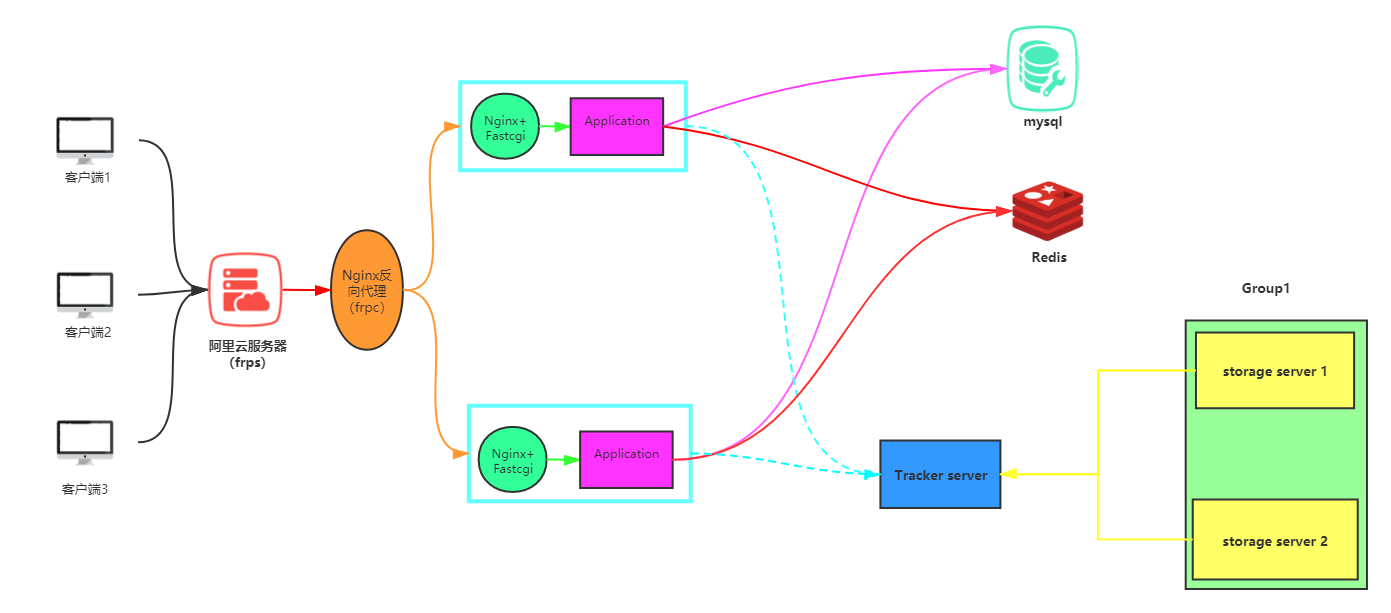 客户端1
客户端2
客户端3
阿里云服务器
（frps）
Nginx反
向代理
（frpc）
Nginx+
Fastcgi
Application
Nginx+
Fastcgi
Application
mysql
Redis
Tracker server
Group1
storage server 1
storage server 2